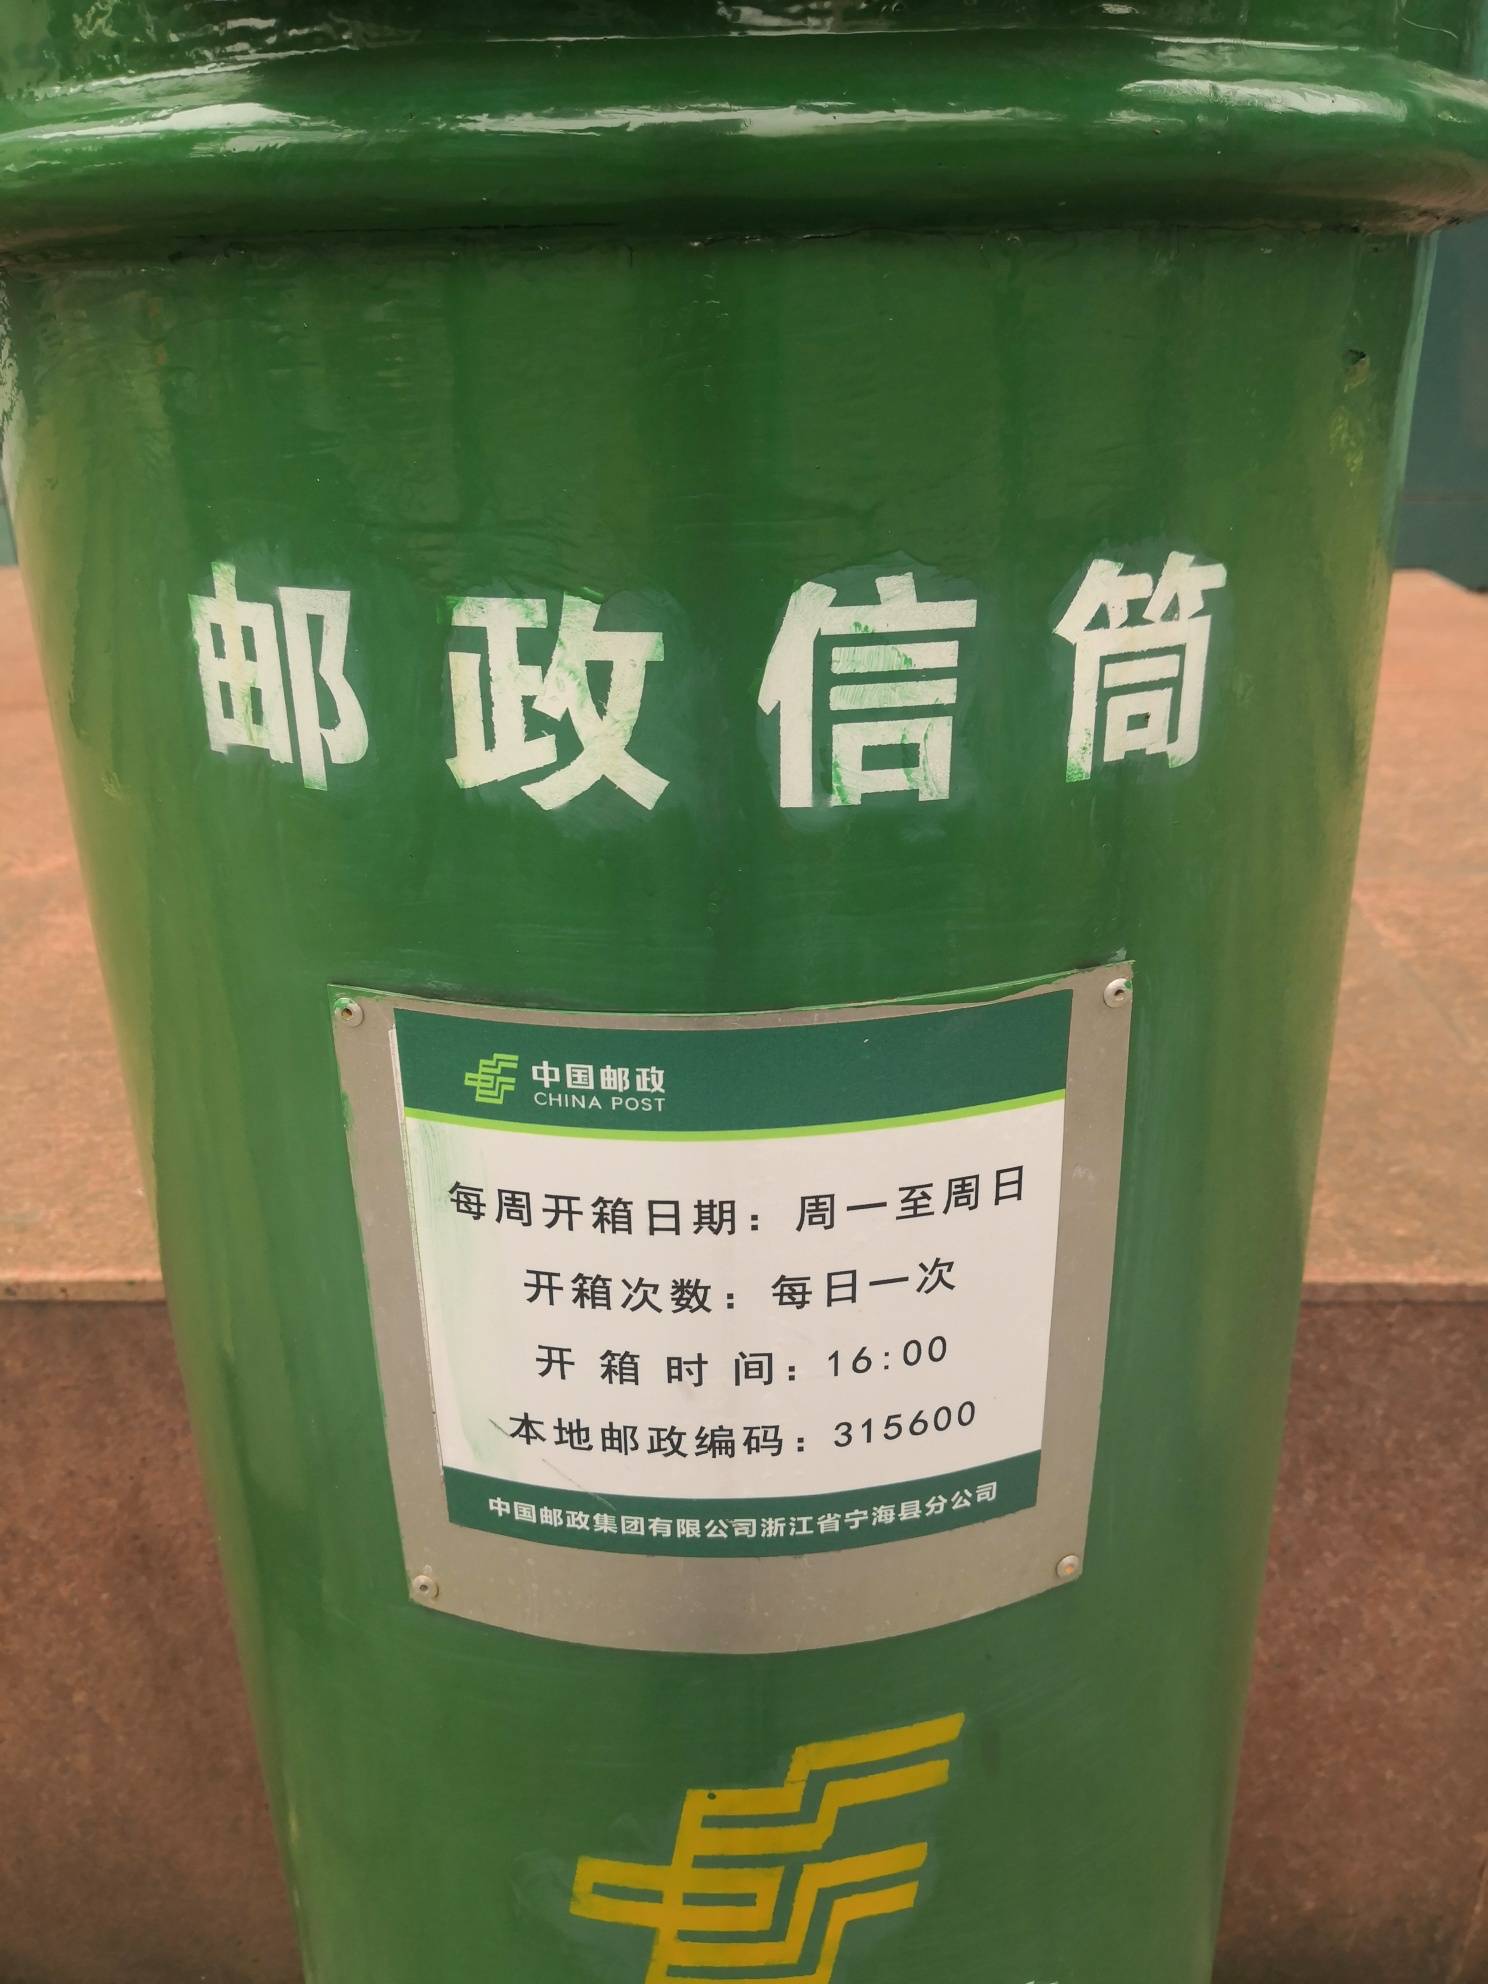 邮政信筒
中国邮政
CHINA POST
每周开箱日期：周一至周日
开箱次数：每日一次
开箱时间：16:00
本地邮政编码：315600
中国邮政集团有限公司浙江省宁海县分公司